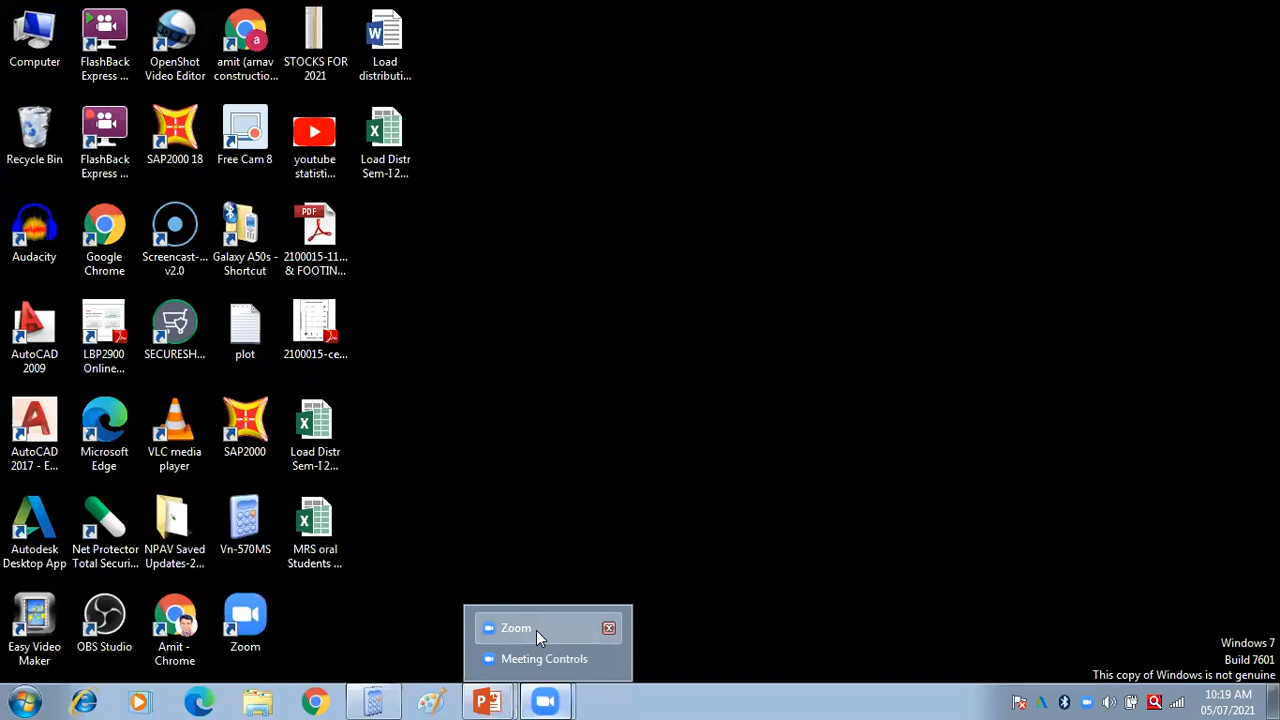 Computer
FlashBack
Express ...
OpenShot
Video Editor
a
amit (arnav
constructio...
STOCKS FOR
2021
W
Load
distributi...
Recycle Bin
FlashBack
Express ...
SAP2000 18
Free Cam 8
youtube
statisti...
X
Load Distr
Sem-I 2...
Audacity
Google
Chrome
Screencast-...
v2.0
Galaxy A50s -
Shortcut
PDF
2100015-11...
& FOOTIN...
AutoCAD
2009
LBP2900
Online...
SECURESH...
plot
2100015-ce...
AutoCAD
2017 - E...
Microsoft
Edge
VLC media
player
SAP2000
X
Load Distr
Sem-I 2...
Autodesk
Desktop App
Net Protector
Total Securi...
NPAV Saved
Updates-2...
Vn-570MS
X
MRS oral
Students ...
Easy Video
Maker
OBS Studio
Amit -
Chrome
Zoom
Zoom
Meeting Controls
Windows 7
Build 7601
This copy of Windows is not genuine
P
10:19 AM
05/07/2021